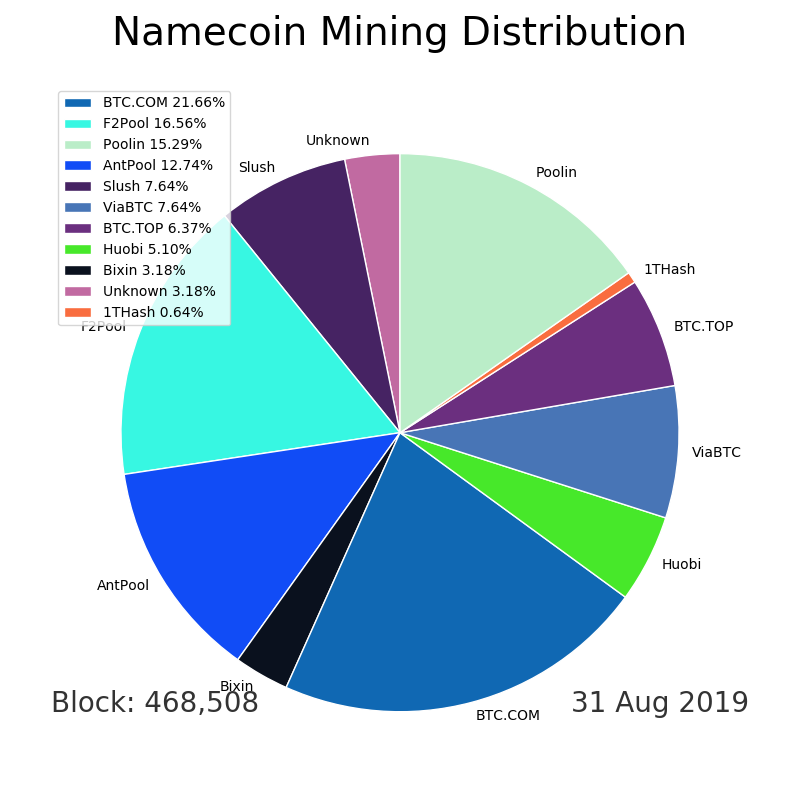 Namecoin Mining Distribution
BTC.COM 21.66%
F2Pool 16.56%
Poolin 15.29%
AntPool 12.74%
Slush 7.64%
ViaBTC 7.64%
BTC.TOP 6.37%
Huobi 5.10%
Bixin 3.18%
Unknown 3.18%
1THash 0.64%
Unknown
Slush
Poolin
1THash
F2Pool
BTC.TOP
ViaBTC
Huobi
AntPool
Bixin
BTC.COM
Block: 468,508
31 Aug 2019